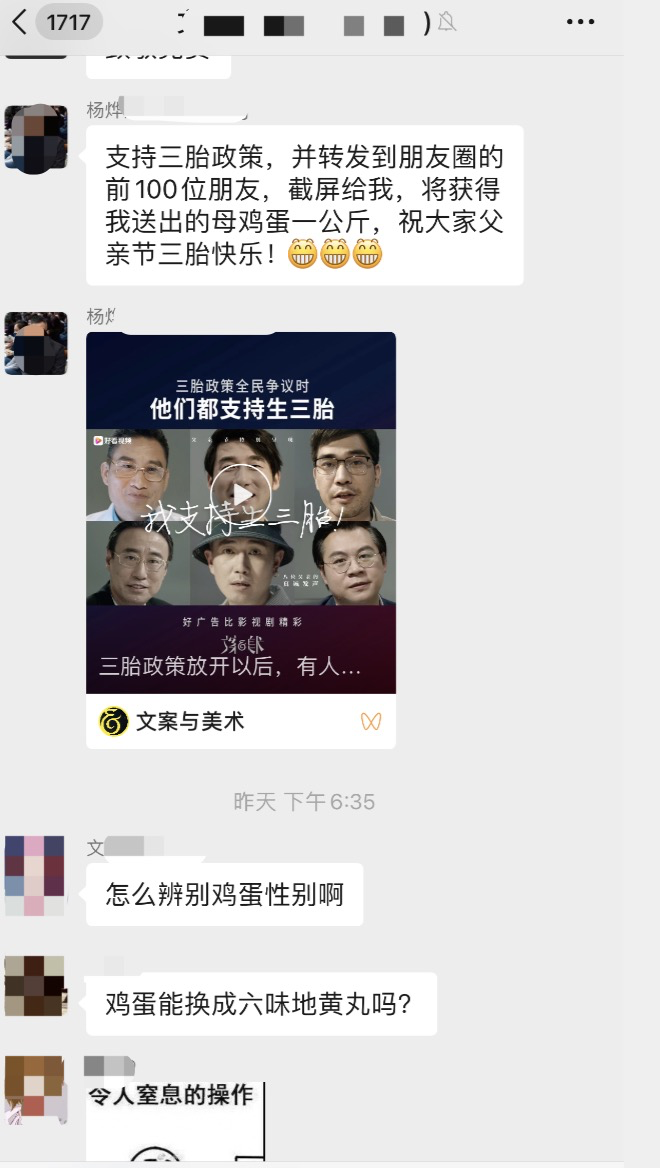 1717
)
杨烨
支持三胎政策，并转发到朋友圈的
前100位朋友，截屏给我，将获得
我送出的母鸡蛋一公斤，祝大家父
亲节三胎快乐！😁😁😁
杨烨
三胎政策全民争议时
他们都支持生三胎
好看视频
我支持生三胎！
好广告比影视剧精彩
三胎政策放开以后，有人...
文案与美术
昨天 下午6:35
文
怎么辨别鸡蛋性别啊
鸡蛋能换成六味地黄丸吗？
令人窒息的操作